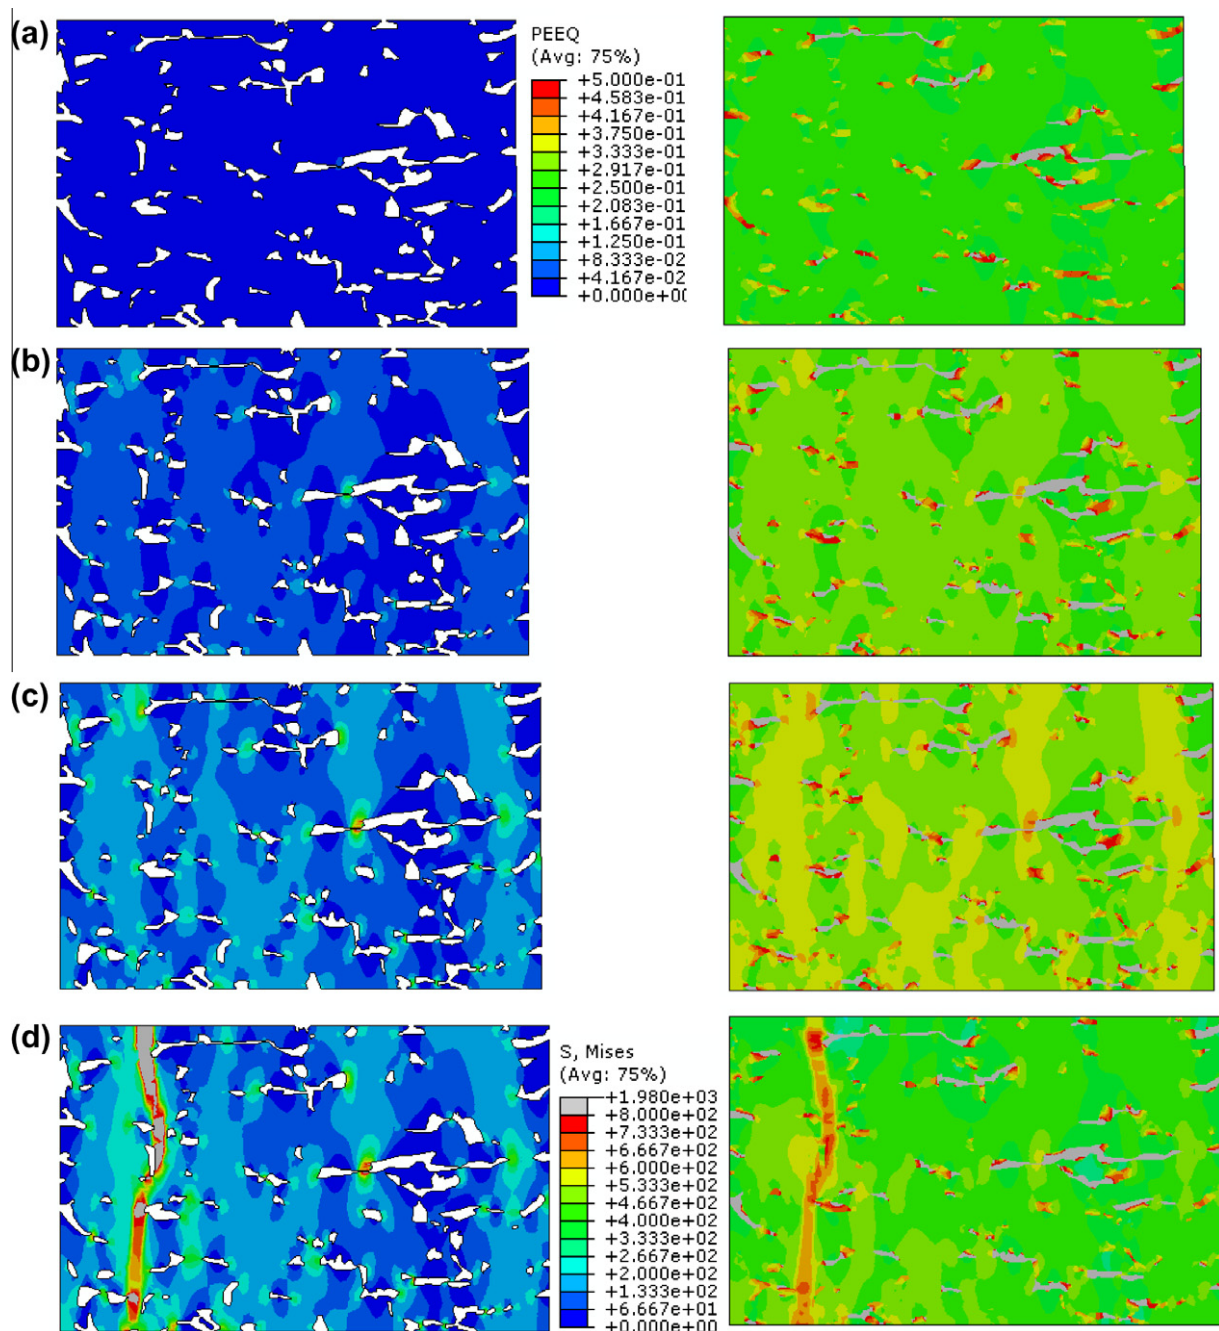 (a)
PEEQ
(Avg: 75%)
+5.000e-01
+4.583e-01
+4.167e-01
+3.750e-01
+3.333e-01
+2.917e-01
+2.500e-01
+2.083e-01
+1.667e-01
+1.250e-01
+8.333e-02
+4.167e-02
+0.000e+00
(b)
(c)
(d)
S, Mises
(Avg: 75%)
+1.980e+03
+8.000e+02
+7.333e+02
+6.667e+02
+6.000e+02
+5.333e+02
+4.667e+02
+4.000e+02
+3.333e+02
+2.667e+02
+2.000e+02
+1.333e+02
+6.667e+01
+0.000e+00